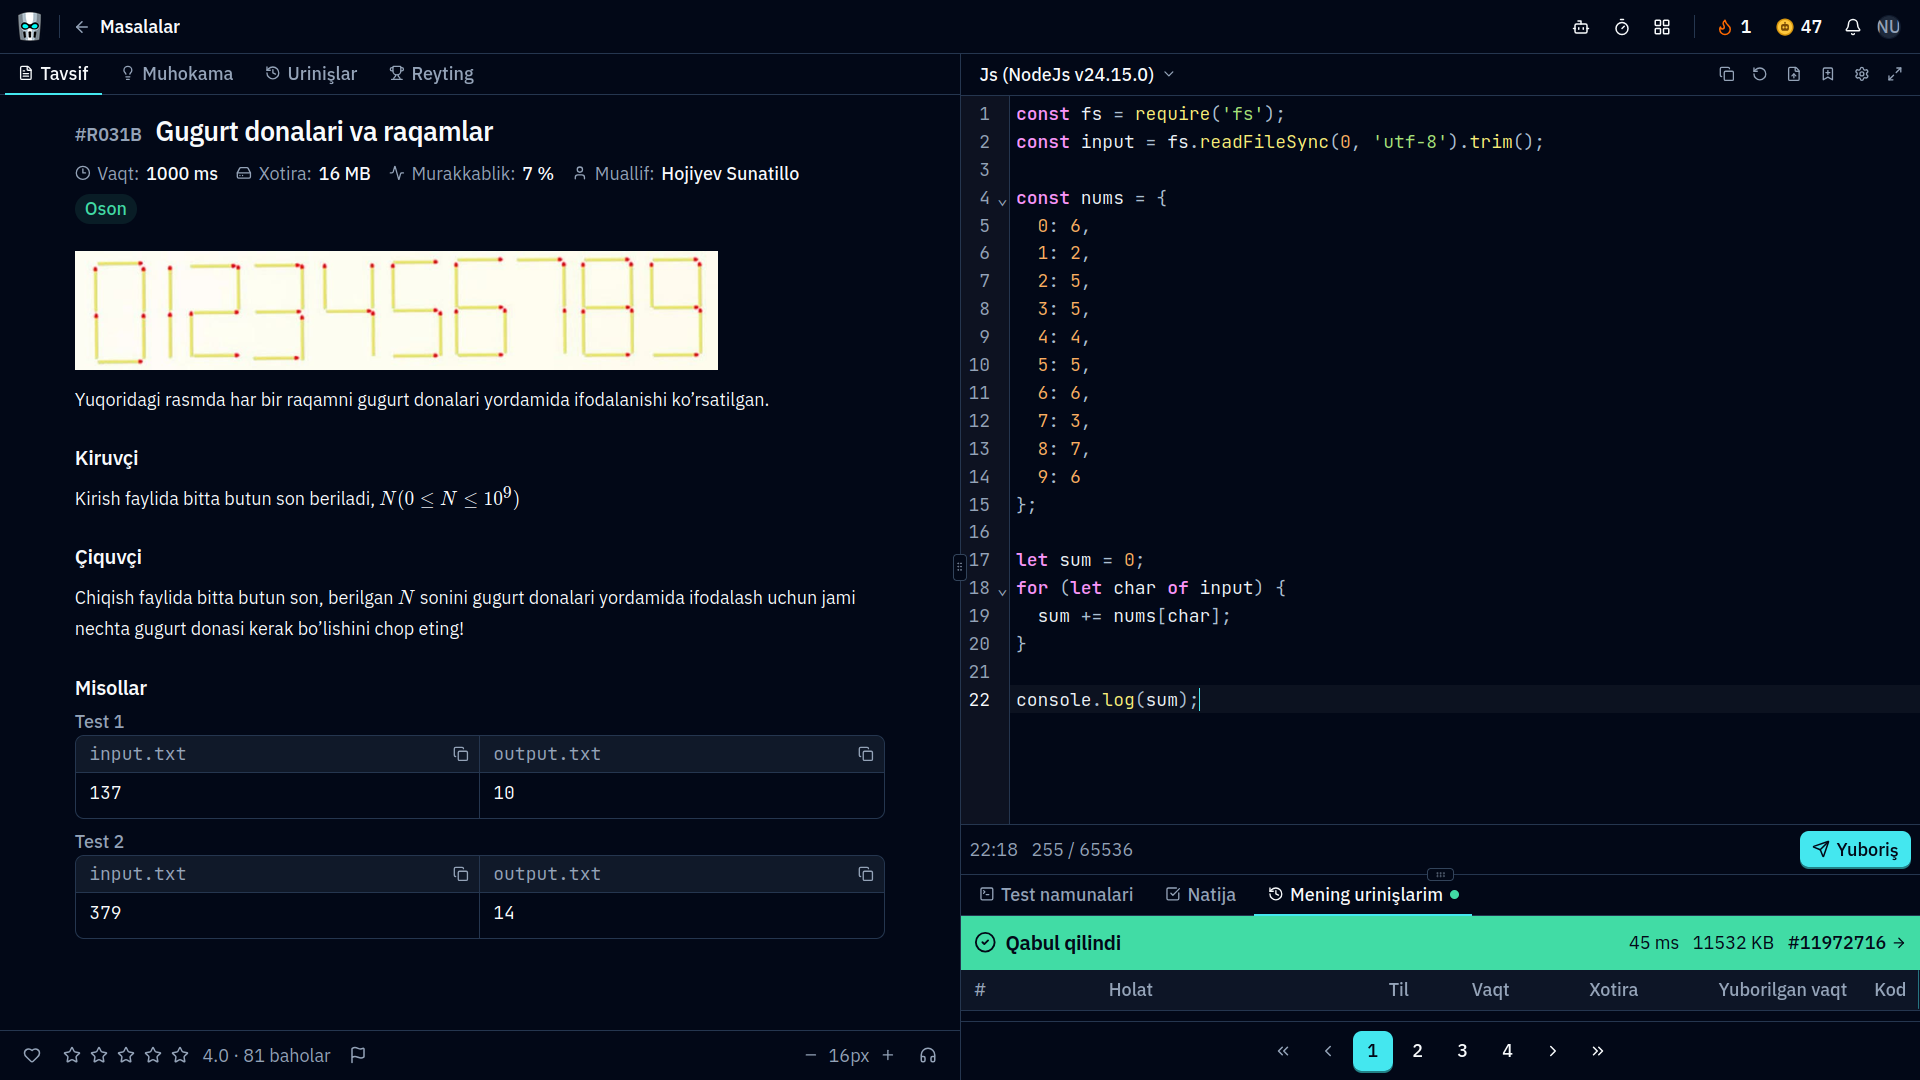 Masalalar
1
47
NU
Tavsif
Muhokama
Urinişlar
Reyting
#R031B Gugurt donalari va raqamlar
Vaqt: 1000 ms Xotira: 16 MB Murakkablik: 7 % Muallif: Hojiyev Sunatillo
Oson
0 1 2 3 4 5 6 7 8 9
Yuqoridagi rasmda har bir raqamni gugurt donalari yordamida ifodalanishi ko’rsatilgan.
Kiruvçi
Kirish faylida bitta butun son beriladi, N(0 ≤ N ≤ 10⁹)
Çiquvçi
Chiqish faylida bitta butun son, berilgan N sonini gugurt donalari yordamida ifodalash uchun jami
nechta gugurt donasi kerak bo’lishini chop eting!
Misollar
Test 1
input.txt output.txt
137 10
Test 2
input.txt output.txt
379 14
4.0 · 81 baholar
− 16px +
Js (NodeJs v24.15.0)
1 const fs = require('fs');
2 const input = fs.readFileSync(0, 'utf-8').trim();
3
4 const nums = {
5   0: 6,
6   1: 2,
7   2: 5,
8   3: 5,
9   4: 4,
10   5: 5,
11   6: 6,
12   7: 3,
13   8: 7,
14   9: 6
15 };
16
17 let sum = 0;
18 for (let char of input) {
19   sum += nums[char];
20 }
21
22 console.log(sum);
22:18 255 / 65536
Yuboriş
Test namunalari
Natija
Mening urinişlarim
Qabul qilindi 45 ms 11532 KB #11972716 →
# Holat Til Vaqt Xotira Yuborilgan vaqt Kod
« ‹ 1 2 3 4 › »